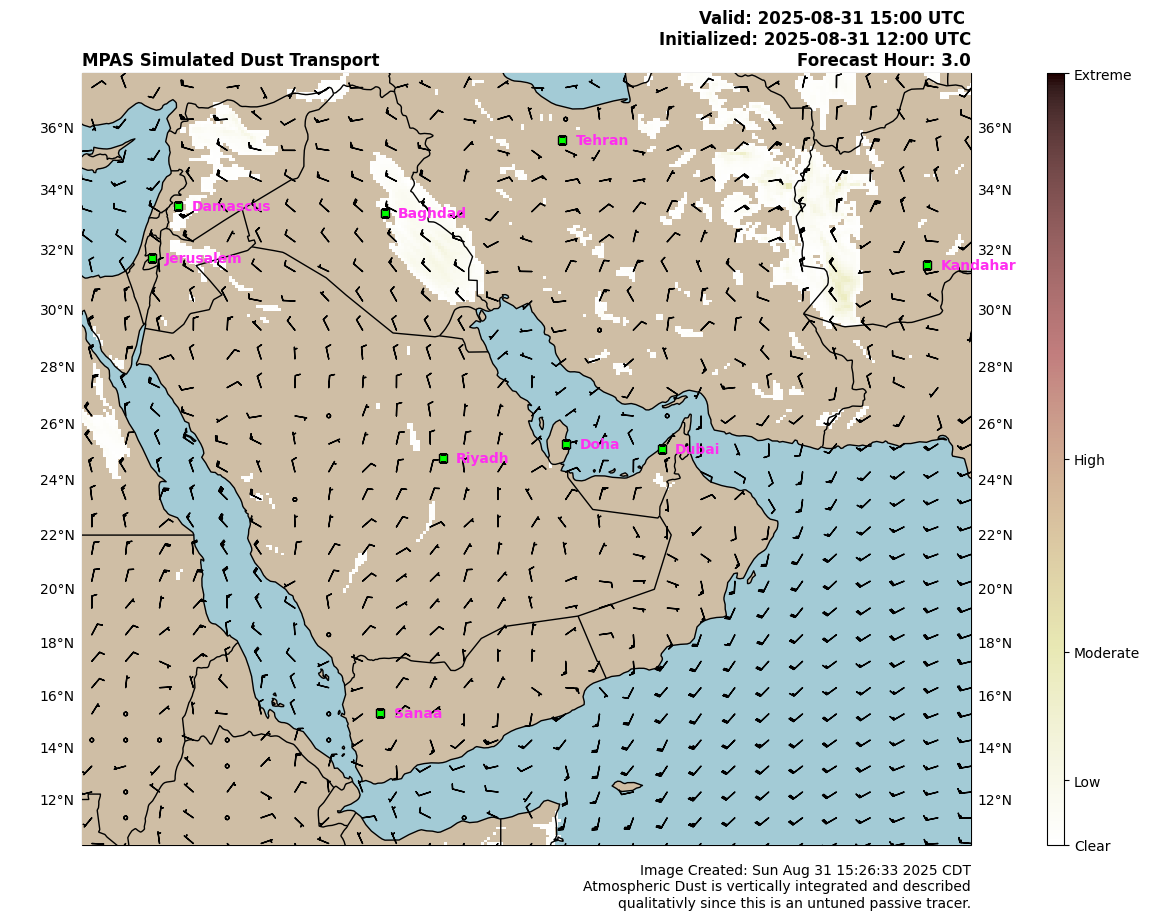 Valid: 2025-08-31 15:00 UTC
Initialized: 2025-08-31 12:00 UTC
MPAS Simulated Dust Transport
Forecast Hour: 3.0
Extreme
High
Moderate
Low
Clear
36°N
34°N
32°N
30°N
28°N
26°N
24°N
22°N
20°N
18°N
16°N
14°N
12°N
36°N
34°N
32°N
30°N
28°N
26°N
24°N
22°N
20°N
18°N
16°N
14°N
12°N
Tehran
Damascus
Baghdad
Jerusalem
Kandahar
Doha
Dubai
Riyadh
Sanaa
Image Created: Sun Aug 31 15:26:33 2025 CDT
Atmospheric Dust is vertically integrated and described
qualitativly since this is an untuned passive tracer.